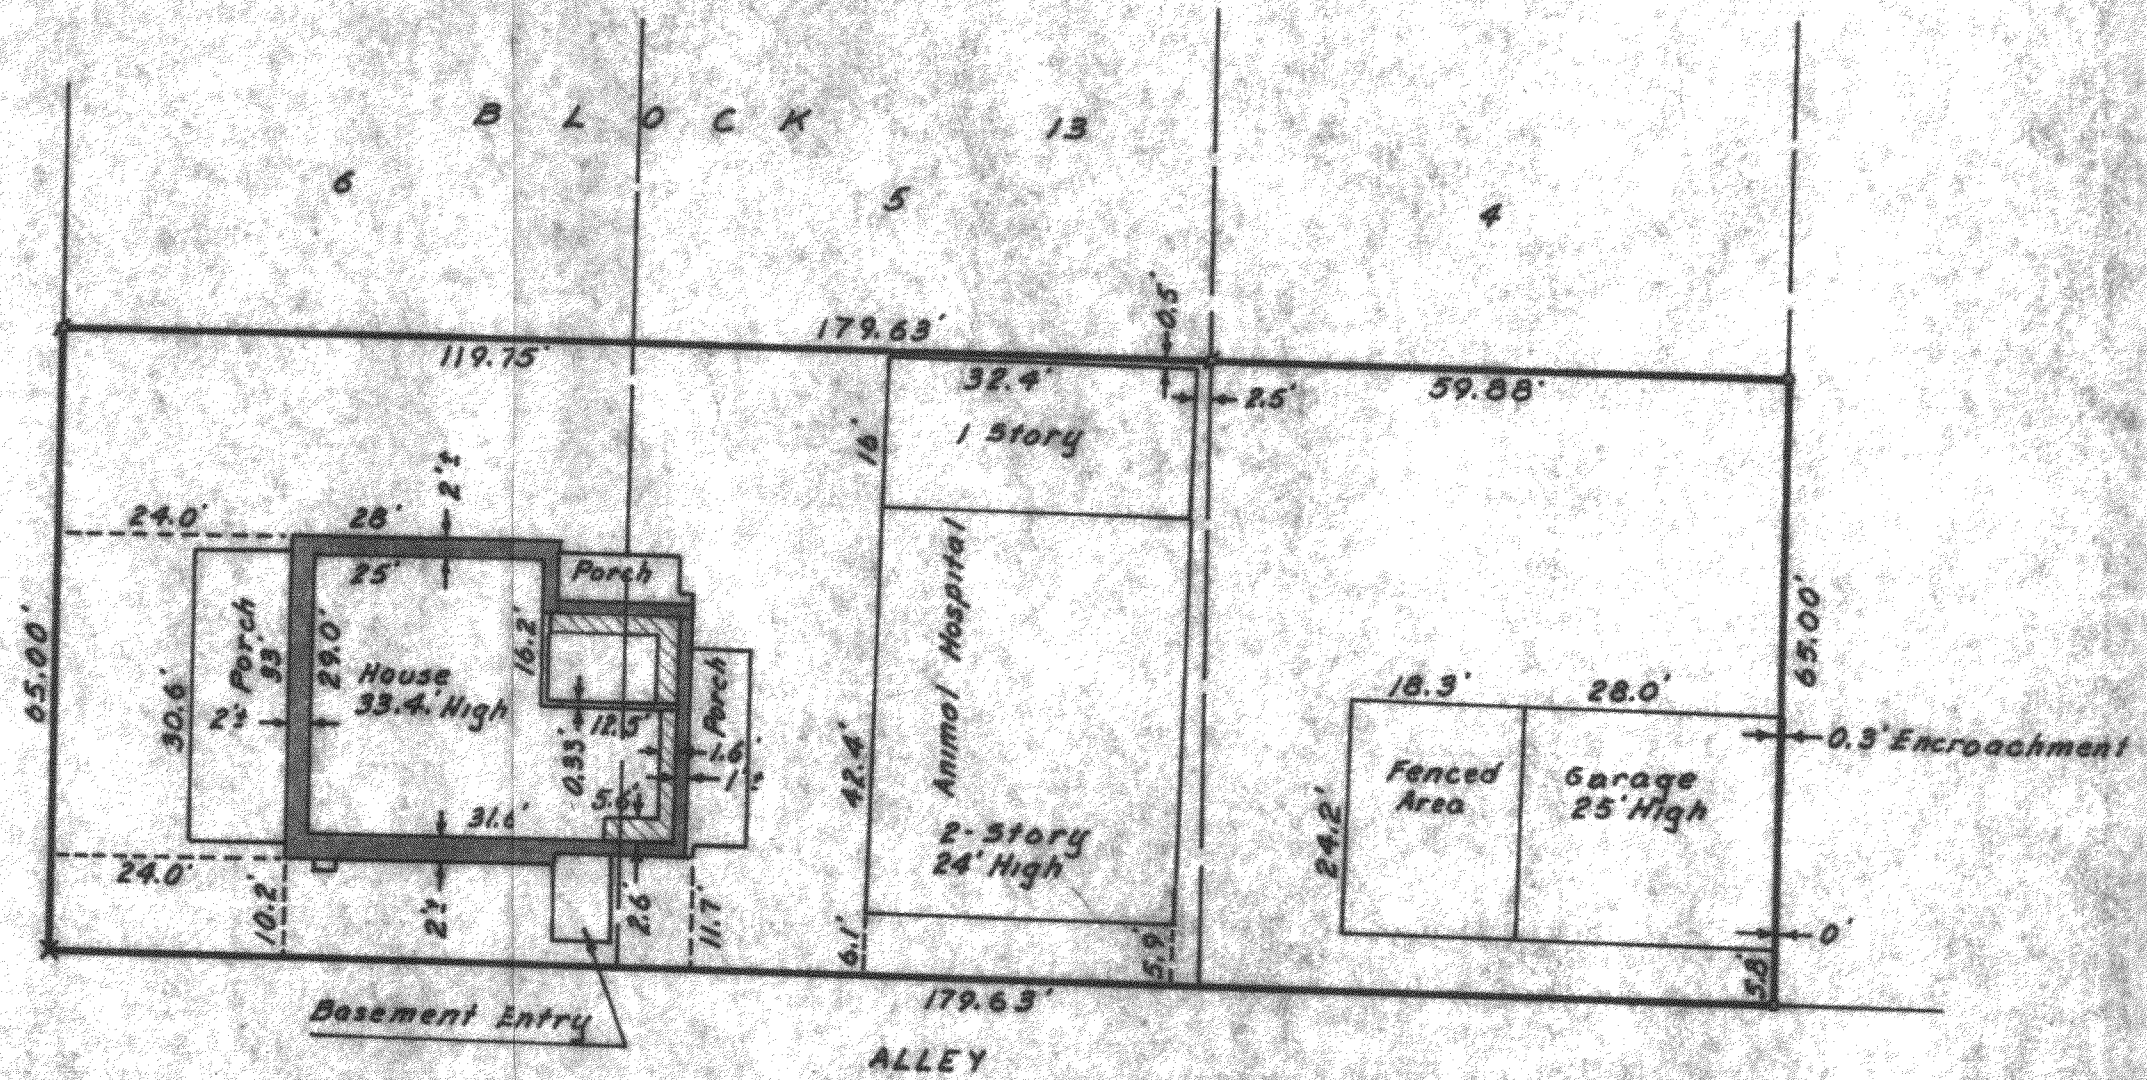 B L O C K 13
6
5
4
179.63'
0.5'
119.75'
32.4'
2.5'
59.88'
1 Story
24.0'
28'
2'±
25'
Porch
65.00'
30.6'
Porch
33'
29.0'
16.2'
House
33.4' High
2'±
12.5'
0.33'
Porch
1.6'
1'±
5.6'
31.6'
Animal Hospital
42.4'
2-Story
24' High
18.3'
28.0'
65.00'
0.3' Encroachment
Fenced
Area
Garage
25' High
24.2'
0'
24.0'
10.2'
2'±
2.6'
11.7'
6.1'
5.9'
5.8'
179.63'
Basement Entry
ALLEY